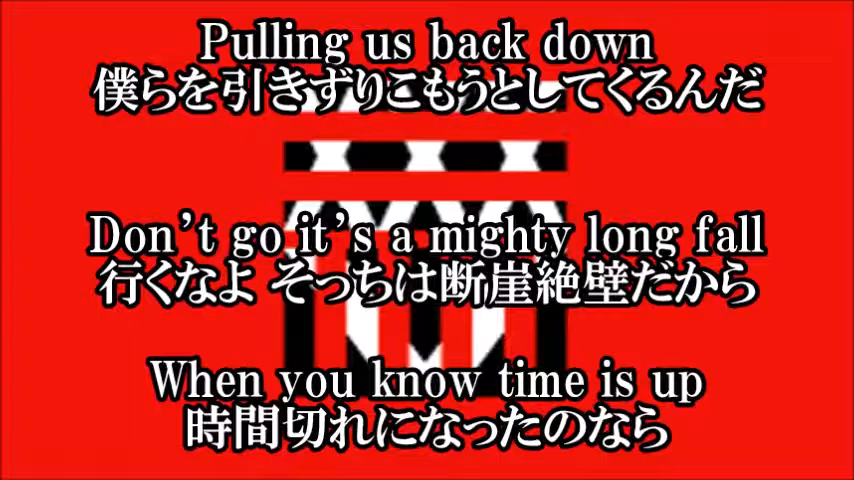 Pulling us back down
僕らを引きずりこもうとしてくるんだ
Don't go it's a mighty long fall
行くなよ そっちは断崖絶壁だから
When you know time is up
時間切れになったのなら